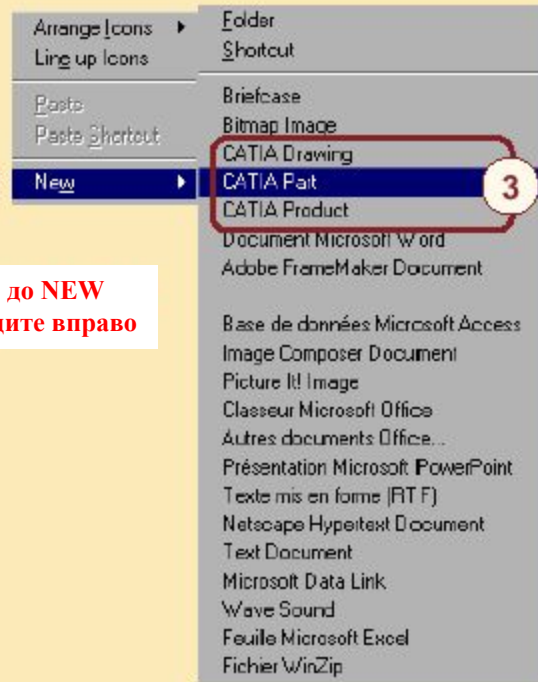 Arrange Icons
Line up Icons
Paste
Paste Shortcut
New
Folder
Shortcut
Briefcase
Bitmap Image
CATIA Drawing
CATIA Part
CATIA Product
3
Document Microsoft Word
Adobe FrameMaker Document
Base de données Microsoft Access
Image Composer Document
Picture It! Image
Classeur Microsoft Office
Autres documents Office...
Présentation Microsoft PowerPoint
Texte mis en forme (RTF)
Netscape Hypertext Document
Text Document
Microsoft Data Link
Wave Sound
Feuille Microsoft Excel
Fichier WinZip
до NEW
вправо